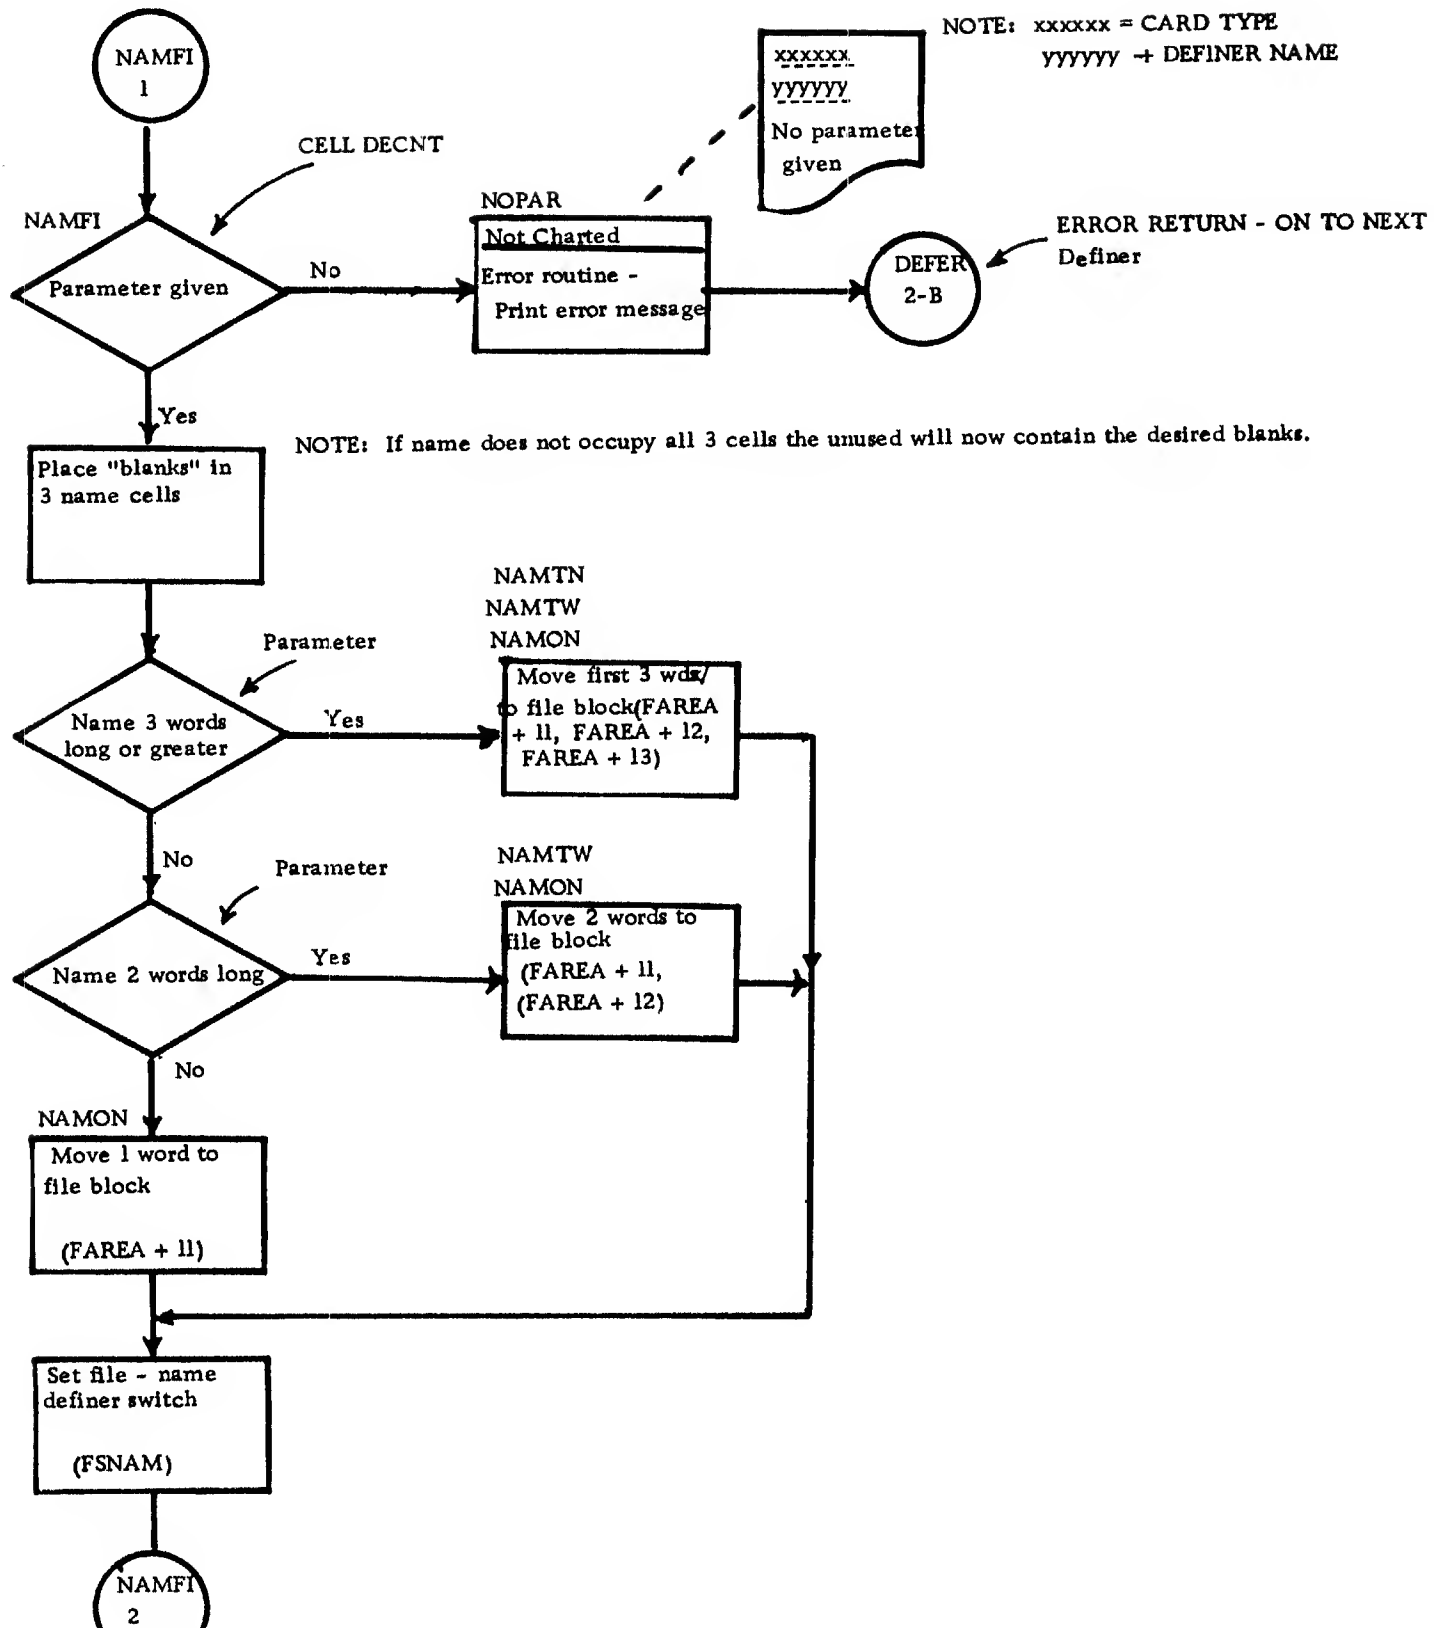 NAMFI
1
NOTE: xxxxxx = CARD TYPE
yyyyyy → DEFINER NAME
xxxxxx
yyyyyy
No parameter
given
CELL DECNT
NAMFI
Parameter given
No
NOPAR
Not Charted
Error routine -
Print error message
DEFER
2-B
ERROR RETURN - ON TO NEXT
Definer
Yes
NOTE: If name does not occupy all 3 cells the unused will now contain the desired blanks.
Place "blanks" in
3 name cells
Parameter
Name 3 words
long or greater
Yes
NAMTN
NAMTW
NAMON
Move first 3 wds/
to file block(FAREA
+ 11, FAREA + 12,
FAREA + 13)
No
Parameter
Name 2 words long
Yes
NAMTW
NAMON
Move 2 words to
file block
(FAREA + 11,
(FAREA + 12)
No
NAMON
Move 1 word to
file block
(FAREA + 11)
Set file - name
definer switch
(FSNAM)
NAMFI
2